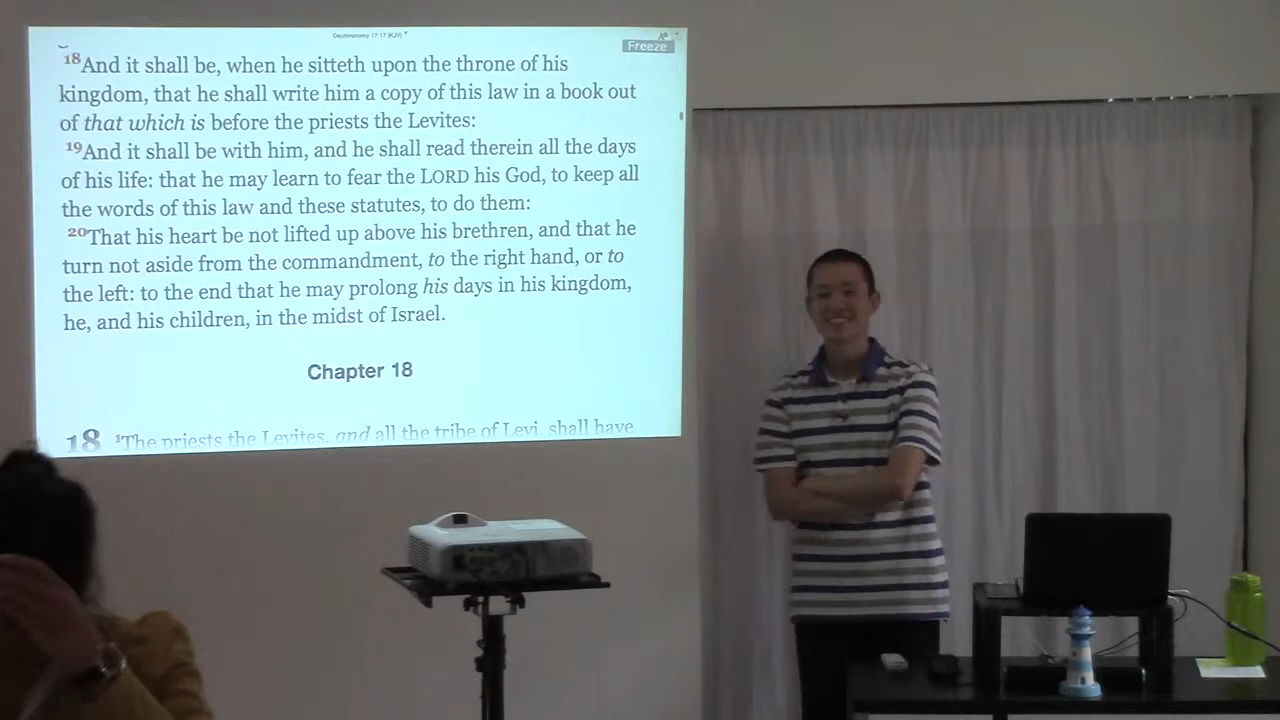 Deuteronomy 17:17 (KJV)
Freeze
18And it shall be, when he sitteth upon the throne of his
kingdom, that he shall write him a copy of this law in a book out
of that which is before the priests the Levites:
19And it shall be with him, and he shall read therein all the days
of his life: that he may learn to fear the LORD his God, to keep all
the words of this law and these statutes, to do them:
20That his heart be not lifted up above his brethren, and that he
turn not aside from the commandment, to the right hand, or to
the left: to the end that he may prolong his days in his kingdom,
he, and his children, in the midst of Israel.
Chapter 18
18 1The priests the Levites, and all the tribe of Levi, shall have